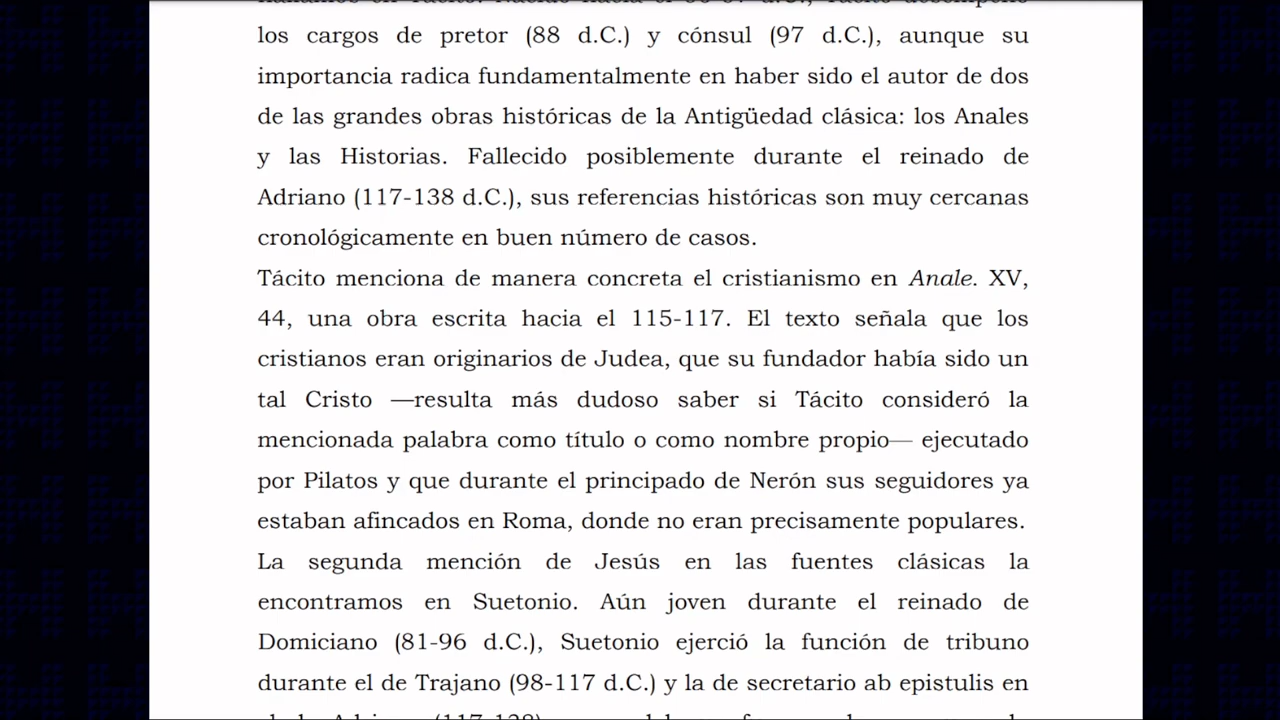 los cargos de pretor (88 d.C.) y cónsul (97 d.C.), aunque su
importancia radica fundamentalmente en haber sido el autor de dos
de las grandes obras históricas de la Antigüedad clásica: los Anales
y las Historias. Fallecido posiblemente durante el reinado de
Adriano (117-138 d.C.), sus referencias históricas son muy cercanas
cronológicamente en buen número de casos.
Tácito menciona de manera concreta el cristianismo en Anale. XV,
44, una obra escrita hacia el 115-117. El texto señala que los
cristianos eran originarios de Judea, que su fundador había sido un
tal Cristo —resulta más dudoso saber si Tácito consideró la
mencionada palabra como título o como nombre propio— ejecutado
por Pilatos y que durante el principado de Nerón sus seguidores ya
estaban afincados en Roma, donde no eran precisamente populares.
La segunda mención de Jesús en las fuentes clásicas la
encontramos en Suetonio. Aún joven durante el reinado de
Domiciano (81-96 d.C.), Suetonio ejerció la función de tribuno
durante el de Trajano (98-117 d.C.) y la de secretario ab epistulis en